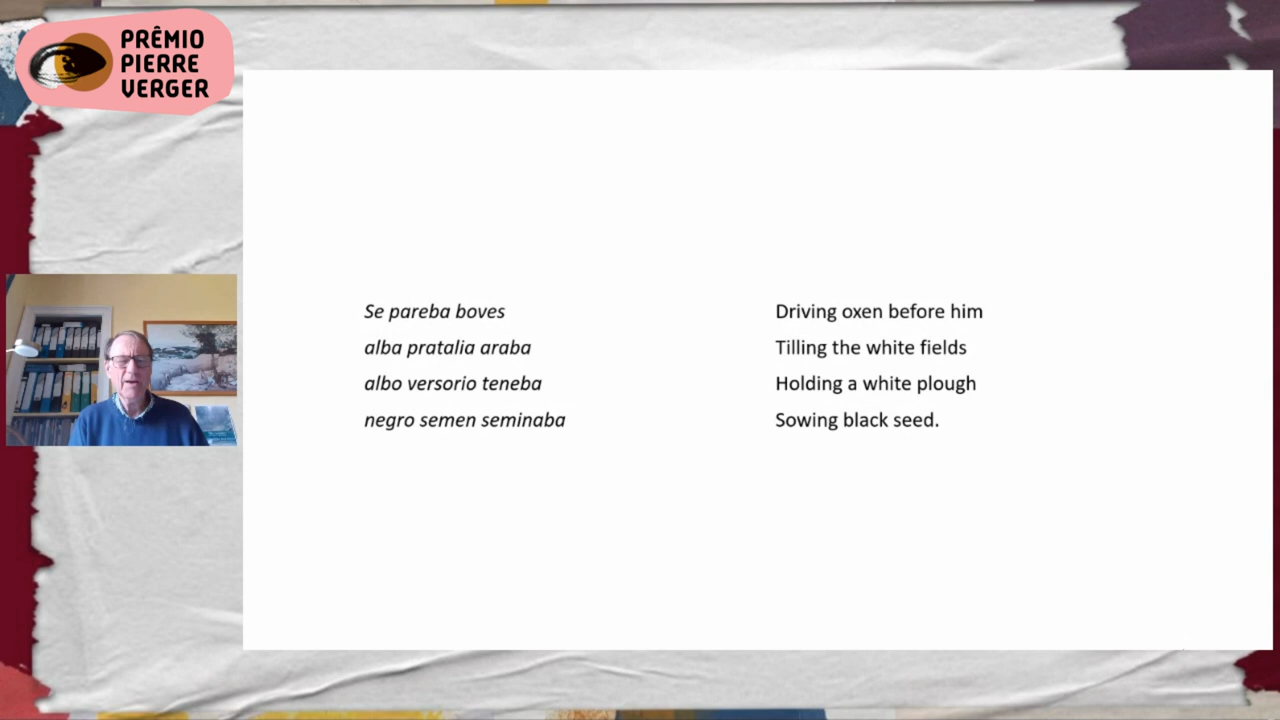 PRÊMIO
PIERRE
VERGER
Se pareba boves
alba pratalia araba
albo versorio teneba
negro semen seminaba
Driving oxen before him
Tilling the white fields
Holding a white plough
Sowing black seed.